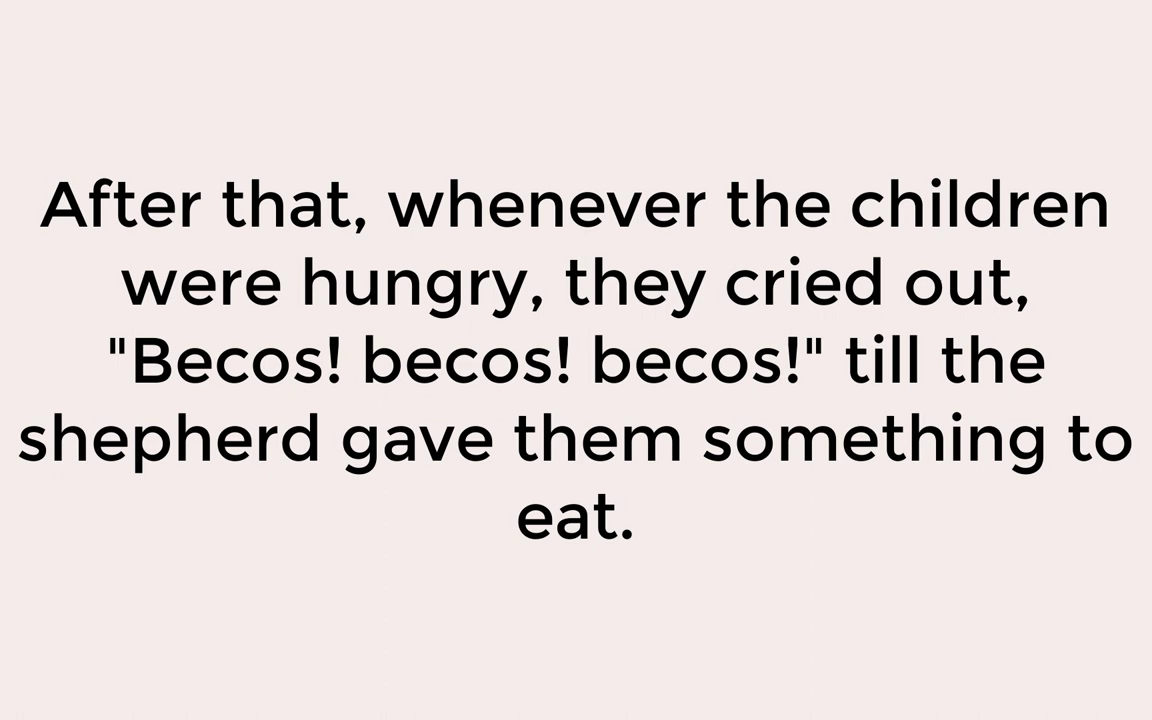 After that, whenever the children
were hungry, they cried out,
"Becos! becos! becos!" till the
shepherd gave them something to
eat.